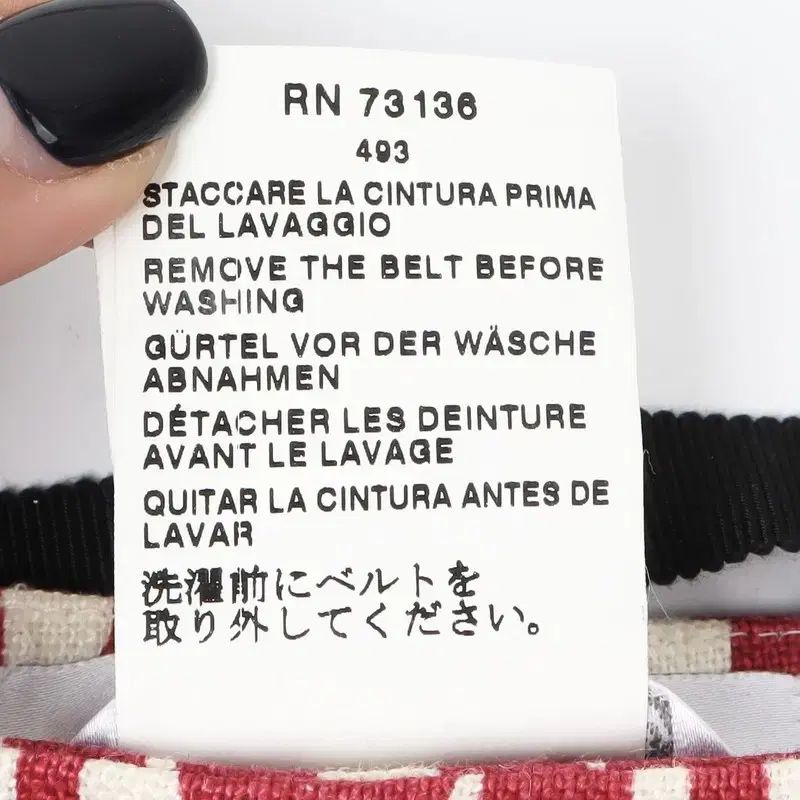 RN 73136
493
STACCARE LA CINTURA PRIMA
DEL LAVAGGIO
REMOVE THE BELT BEFORE
WASHING
GÜRTEL VOR DER WÄSCHE
ABNAHMEN
DÉTACHER LES DEINTURE
AVANT LE LAVAGE
QUITAR LA CINTURA ANTES DE
LAVAR
洗濯前にベルトを
取り外してください。